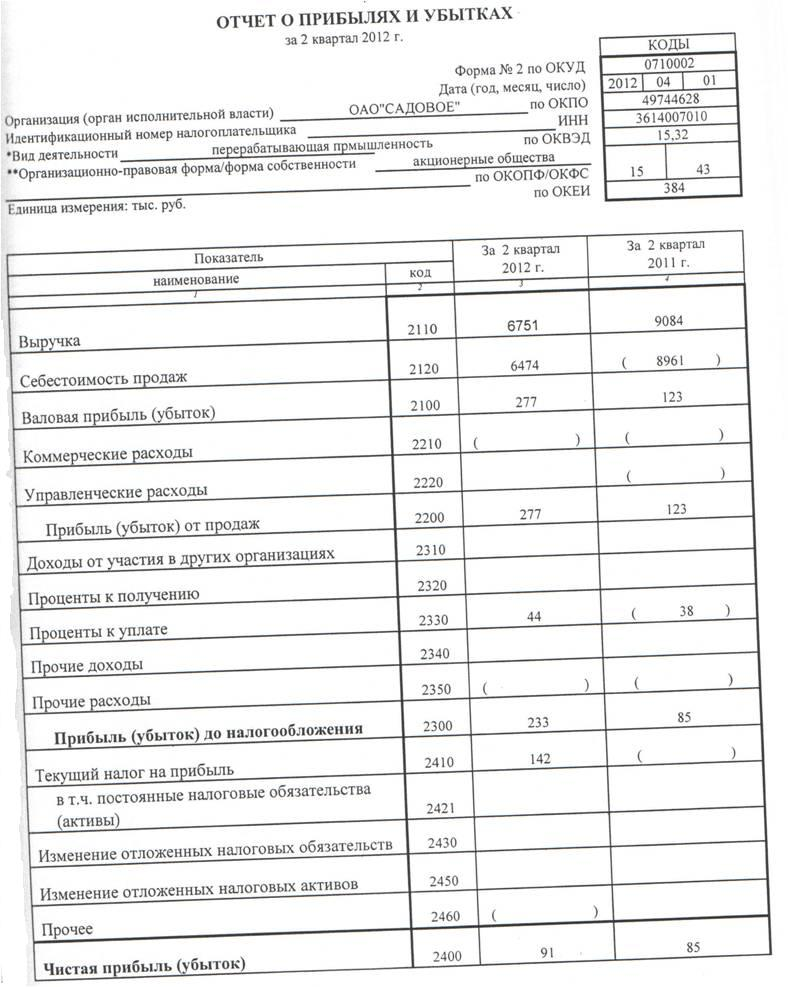 ОТЧЕТ О ПРИБЫЛЯХ И УБЫТКАХ
за 2 квартал 2012 г.
КОДЫ
Форма № 2 по ОКУД 0710002
Дата (год, месяц, число) 2012 04 01
Организация (орган исполнительной власти) ОАО"САДОВОЕ" по ОКПО 49744628
Идентификационный номер налогоплательщика ИНН 3614007010
*Вид деятельности перерабатывающая прмышленность по ОКВЭД 15,32
**Организационно-правовая форма/форма собственности акционерные общества
по ОКОПФ/ОКФС 15 43
Единица измерения: тыс. руб. по ОКЕИ 384
Показатель За 2 квартал 2012 г. За 2 квартал 2011 г.
наименование код
1 2 3 4
Выручка 2110 6751 9084
Себестоимость продаж 2120 6474 ( 8961 )
Валовая прибыль (убыток) 2100 277 123
Коммерческие расходы 2210 ( ) ( )
Управленческие расходы 2220 ( )
Прибыль (убыток) от продаж 2200 277 123
Доходы от участия в других организациях 2310
Проценты к получению 2320
Проценты к уплате 2330 44 ( 38 )
Прочие доходы 2340
Прочие расходы 2350 ( ) ( )
Прибыль (убыток) до налогообложения 2300 233 85
Текущий налог на прибыль 2410 142 ( )
в т.ч. постоянные налоговые обязательства
(активы) 2421
Изменение отложенных налоговых обязательств 2430
Изменение отложенных налоговых активов 2450
Прочее 2460 ( )
Чистая прибыль (убыток) 2400 91 85